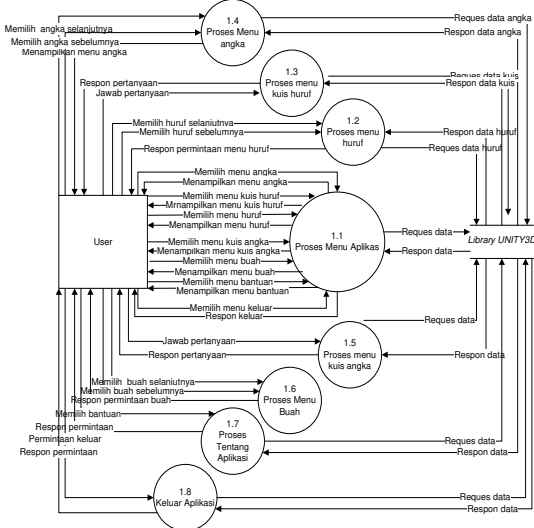 1.4
Proses Menu
angka
Reques data angka
Memilih angka selanjutnya
Respon data angka
Memilih angka sebelumnya
Menampilkan menu angka
1.3
Proses menu
kuis huruf
Reques data kuis
Respon pertanyaan
Respon data kuis
Jawab pertanyaan
1.2
Proses menu
huruf
Memilih huruf selanjutnya
Memilih huruf sebelumnya
Respon data huruf
Respon permintaan menu huruf
Reques data huruf
Memilih menu angka
Menampilkan menu angka
Memilih menu kuis huruf
Mrnampilkan menu kuis huruf
Memilih menu huruf
Menampilkan menu huruf
User
1.1
Proses Menu Aplikas
Reques data
Library UNITY3D
Respon data
Memilih menu kuis angka
Menampilkan menu kuis angka
Memilih menu buah
Menampilkan menu buah
Memilih menu bantuan
Menampilkan menu bantuan
Memilih menu keluar
Respon keluar
Reques data
Jawab pertanyaan
1.5
Proses menu
kuis angka
Respon pertanyaan
Respon data
Memilih buah selanjutnya
Memilih buah sebelumnya
Respon permintaan buah
1.6
Proses Menu
Buah
Memilih bantuan
Respon permintaan
1.7
Proses
Tentang
Aplikasi
Permintaan keluar
Reques data
Respon permintaan
Respon data
1.8
Keluar Aplikasi
Reques data
Respon data